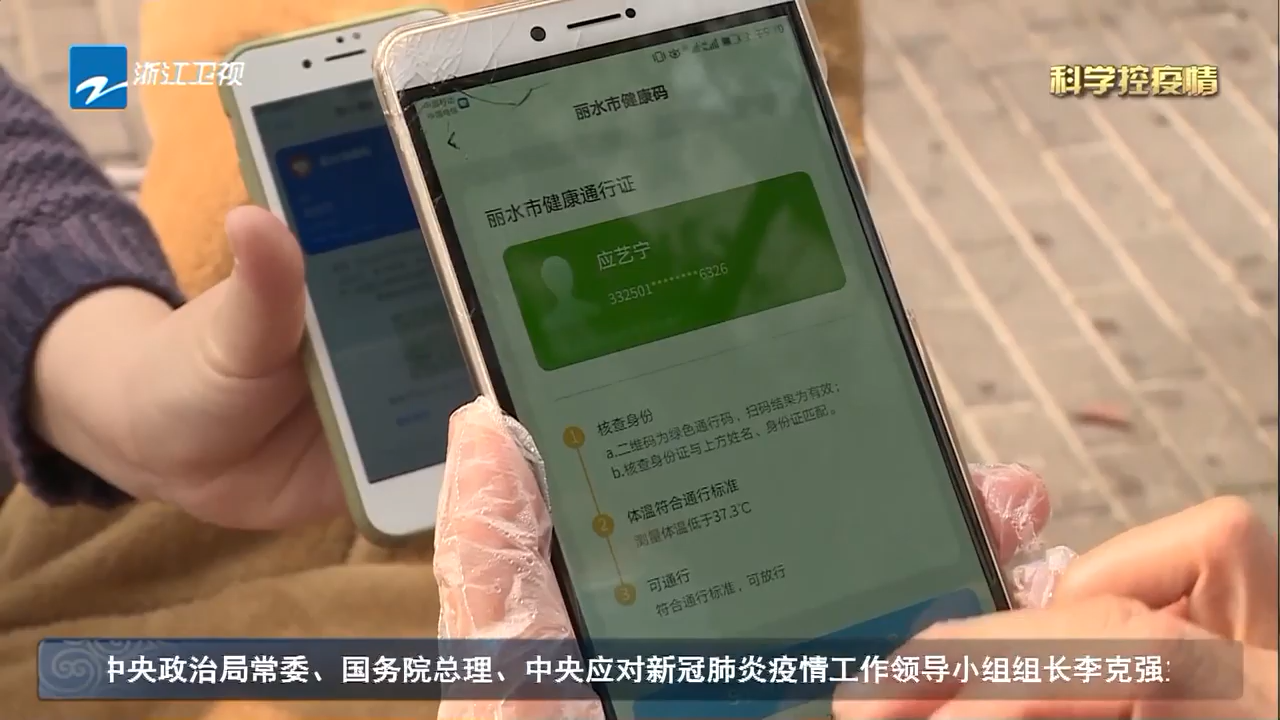 浙江卫视
科学控疫情
丽水市健康码
丽水市健康通行证
应艺宁
332501********6326
1 核查身份
a.二维码为绿色通行码，扫码结果为有效；
b.核查身份证与上方姓名、身份证匹配。
2 体温符合通行标准
测量体温低于37.3℃
3 可通行
符合通行标准，可放行
中央政治局常委、国务院总理、中央应对新冠肺炎疫情工作领导小组组长李克强